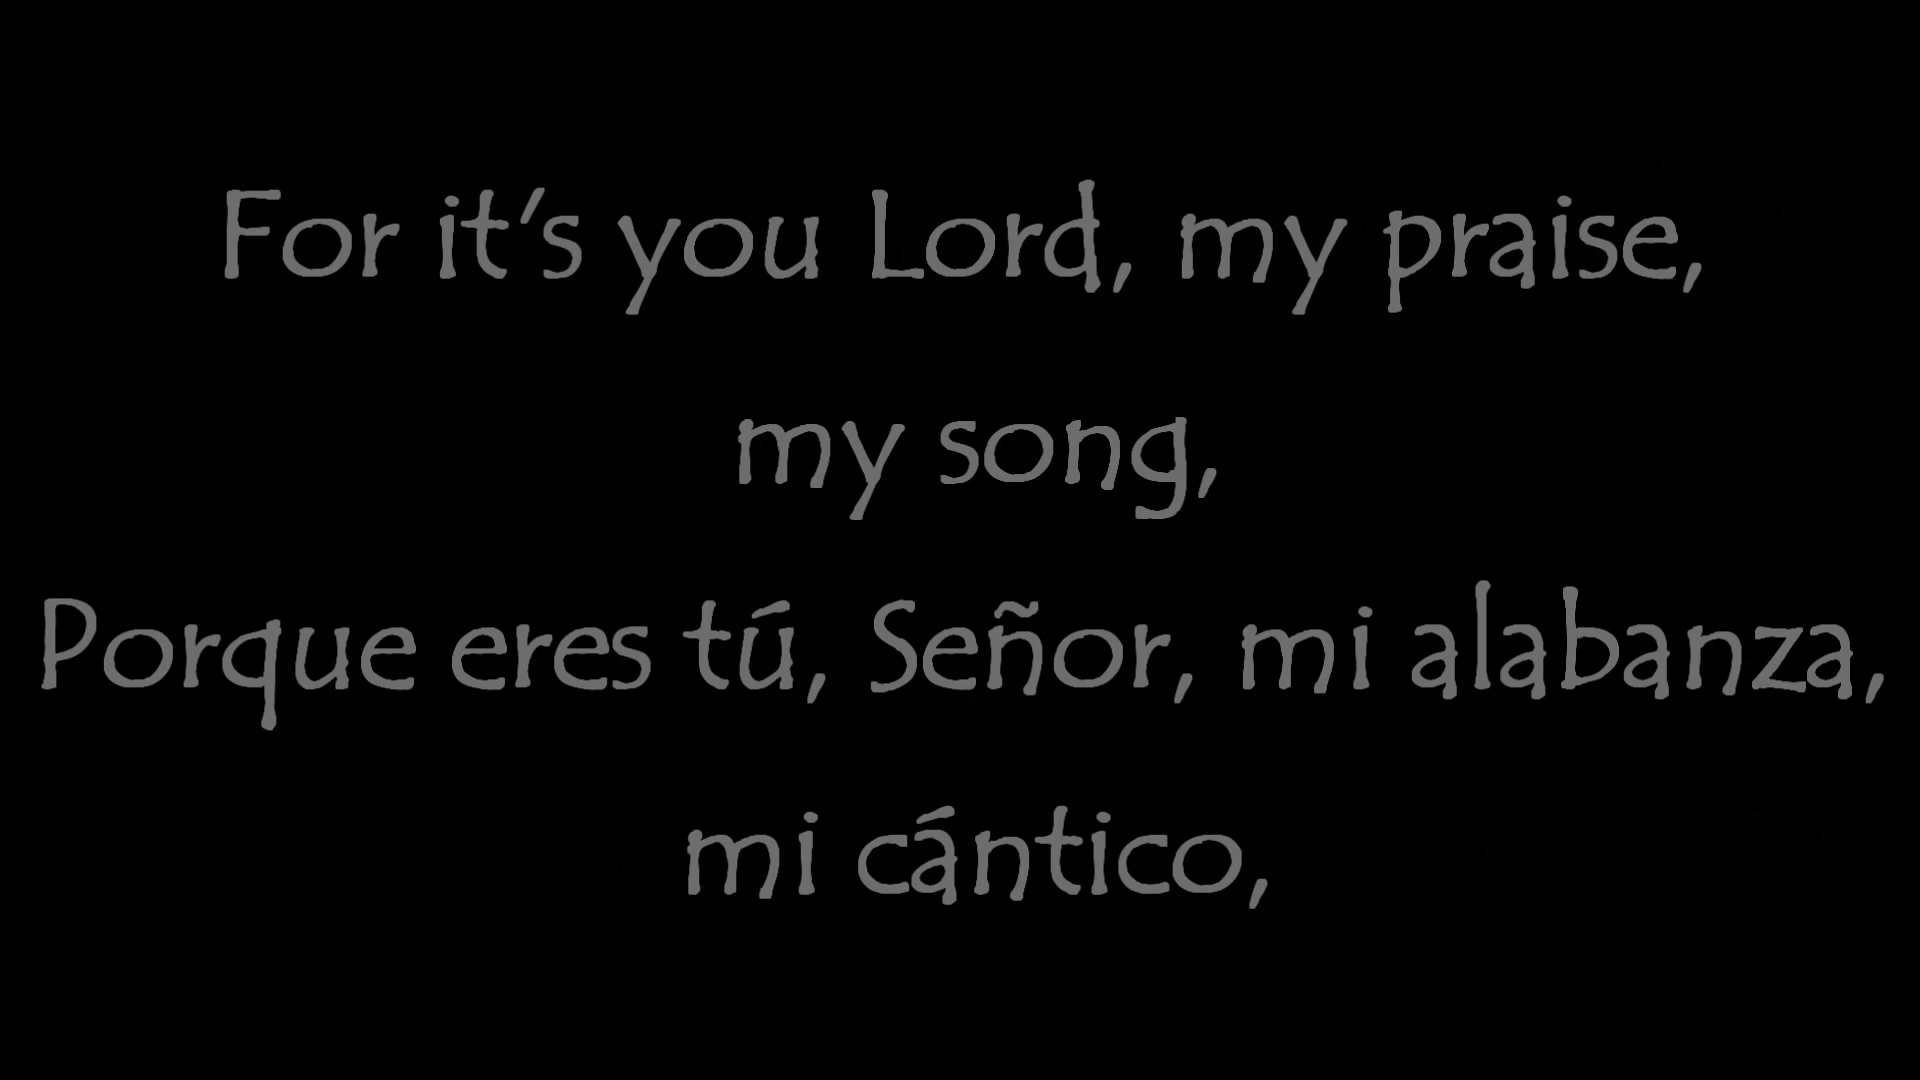 For it's you Lord, my praise,
my song,
Porque eres tú, Señor, mi alabanza,
mi cántico,